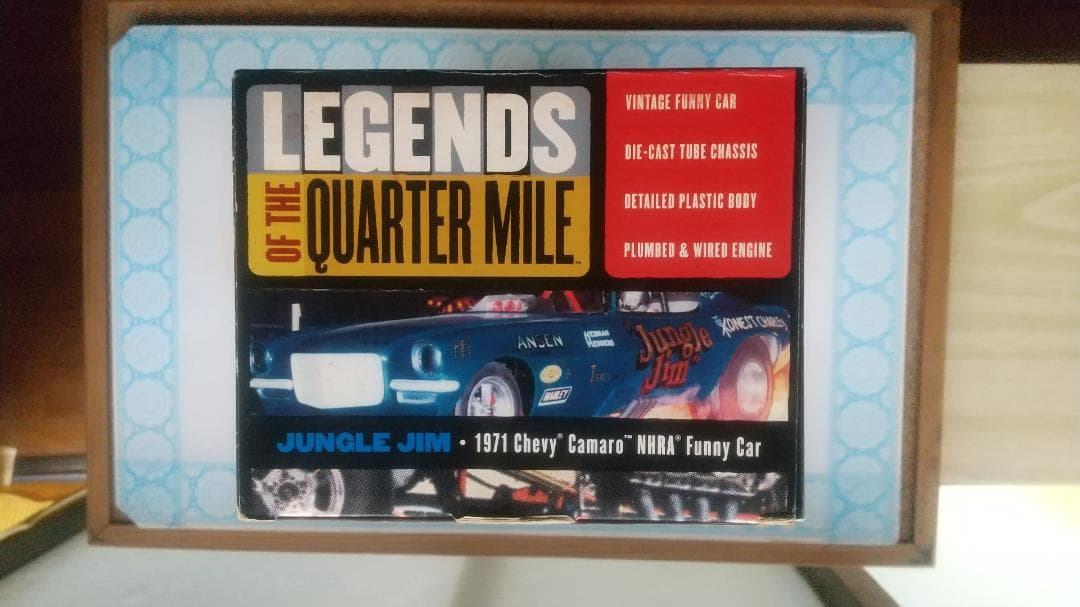 LEGENDS
OF THE
QUARTER MILE™
VINTAGE FUNNY CAR
DIE-CAST TUBE CHASSIS
DETAILED PLASTIC BODY
PLUMBED & WIRED ENGINE
ANSEN
"Jungle
Jim"
JUNGLE JIM • 1971 Chevy® Camaro™ NHRA® Funny Car